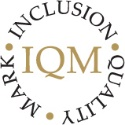 INCLUSION · QUALITY · MARK ·
IQM